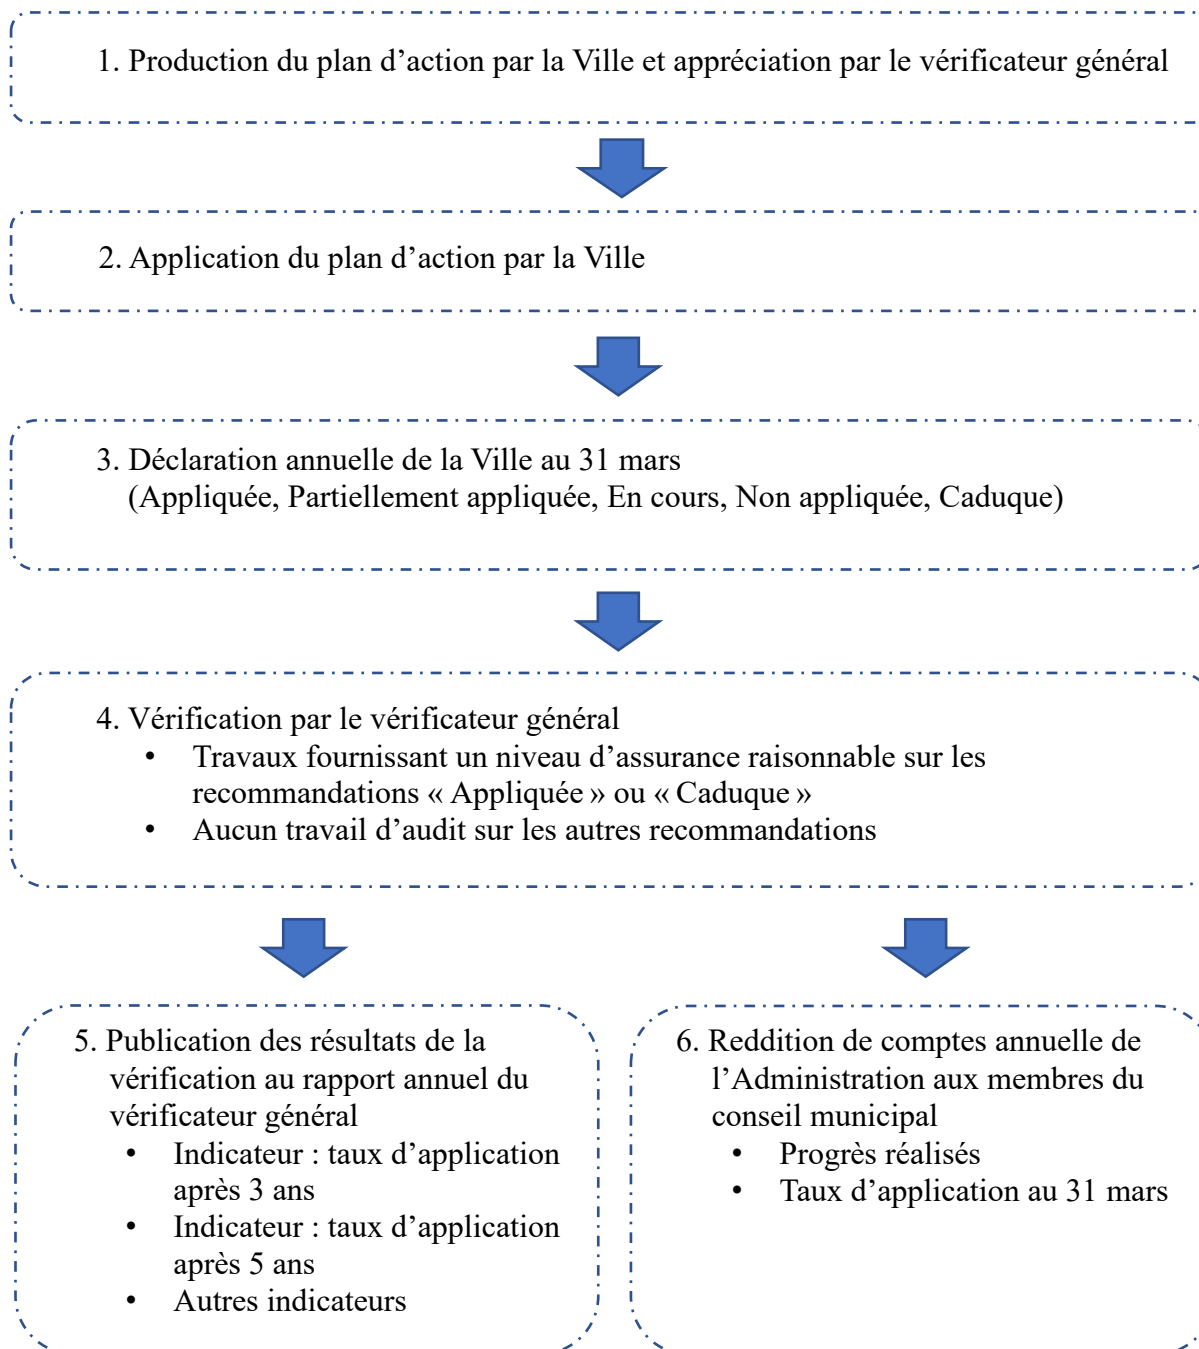 1. Production du plan d’action par la Ville et appréciation par le vérificateur général
2. Application du plan d’action par la Ville
3. Déclaration annuelle de la Ville au 31 mars
(Appliquée, Partiellement appliquée, En cours, Non appliquée, Caduque)
4. Vérification par le vérificateur général
• Travaux fournissant un niveau d’assurance raisonnable sur les
recommandations « Appliquée » ou « Caduque »
• Aucun travail d’audit sur les autres recommandations
5. Publication des résultats de la
vérification au rapport annuel du
vérificateur général
• Indicateur : taux d’application
après 3 ans
• Indicateur : taux d’application
après 5 ans
• Autres indicateurs
6. Reddition de comptes annuelle de
l’Administration aux membres du
conseil municipal
• Progrès réalisés
• Taux d’application au 31 mars